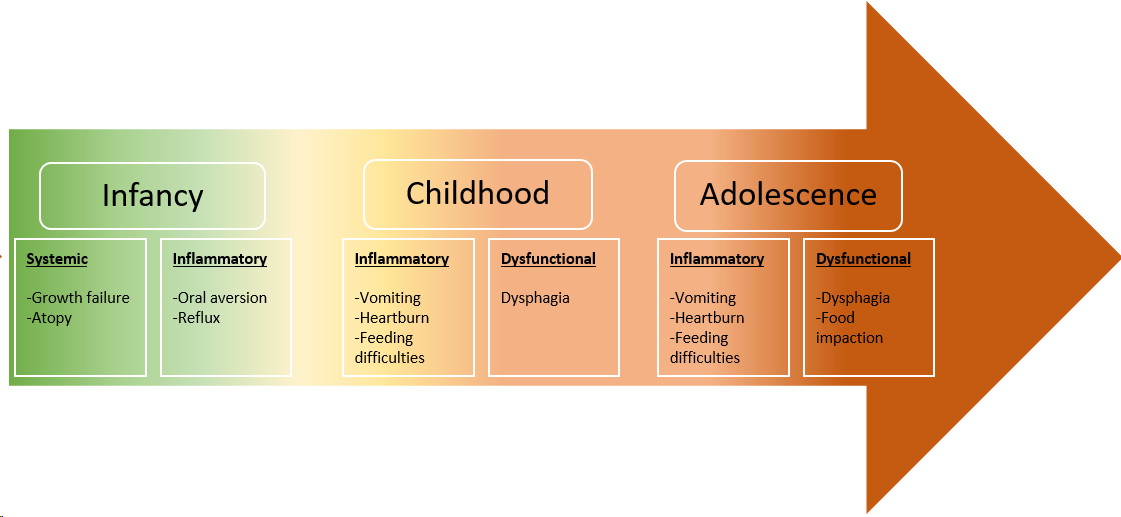 Infancy
Systemic
-Growth failure
-Atopy
Inflammatory
-Oral aversion
-Reflux
Childhood
Inflammatory
-Vomiting
-Heartburn
-Feeding
difficulties
Dysfunctional
Dysphagia
Adolescence
Inflammatory
-Vomiting
-Heartburn
-Feeding
difficulties
Dysfunctional
-Dysphagia
-Food
impaction